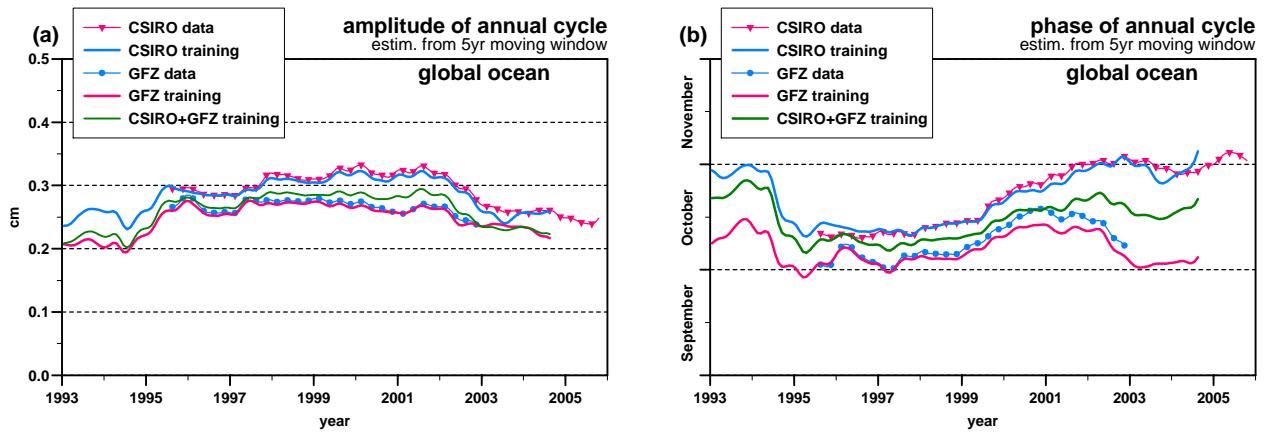 (a)
amplitude of annual cycle
estim. from 5yr moving window
global ocean
CSIRO data
CSIRO training
GFZ data
GFZ training
CSIRO+GFZ training
cm
0.5
0.4
0.3
0.2
0.1
0.0
1993 1995 1997 1999 2001 2003 2005
year
(b)
phase of annual cycle
estim. from 5yr moving window
global ocean
CSIRO data
CSIRO training
GFZ data
GFZ training
CSIRO+GFZ training
November
October
September
1993 1995 1997 1999 2001 2003 2005
year